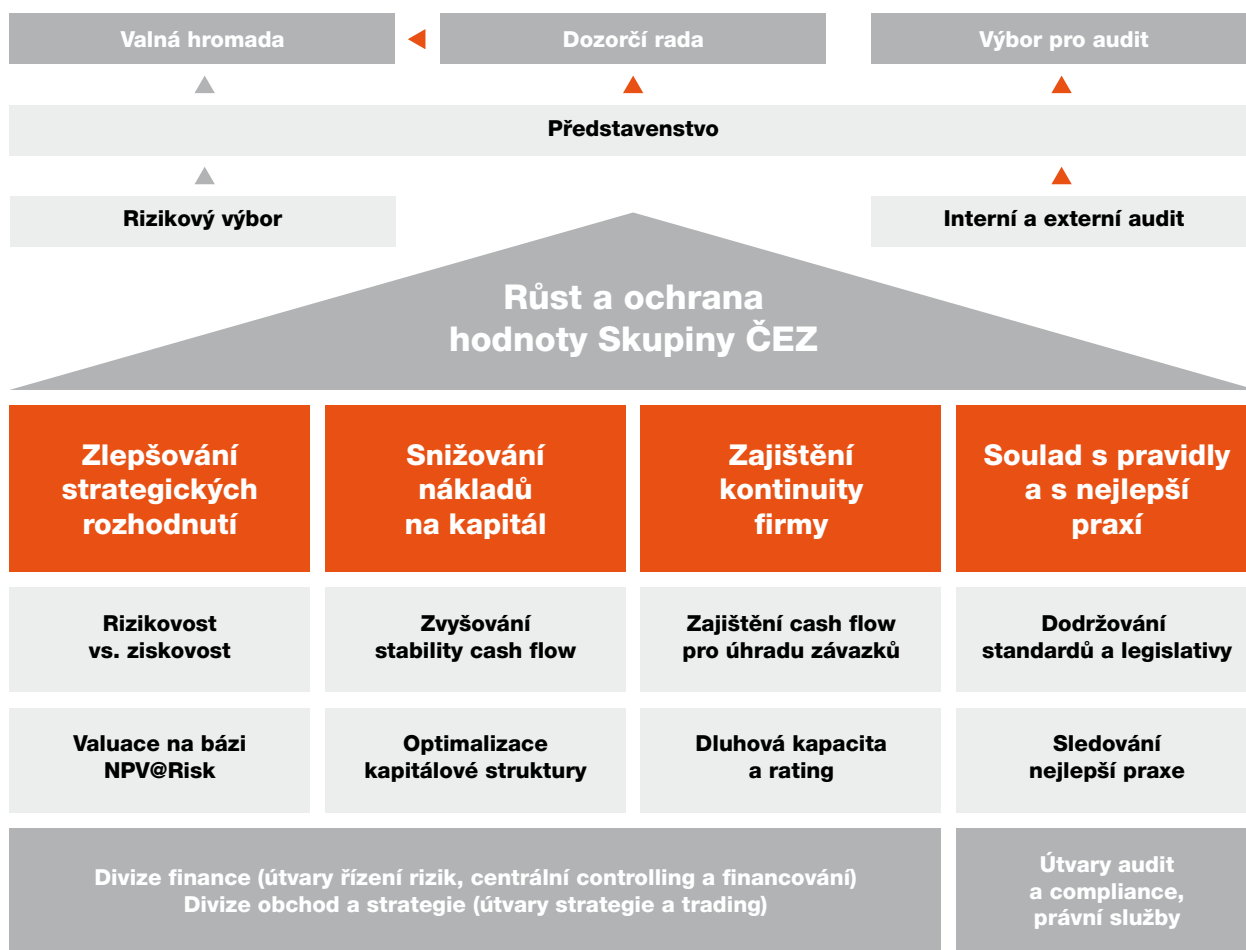 Valná hromada
Dozorčí rada
Výbor pro audit
Představenstvo
Rizikový výbor
Interní a externí audit
Růst a ochrana
hodnoty Skupiny ČEZ
Zlepšování
strategických
rozhodnutí
Snižování
nákladů
na kapitál
Zajištění
kontinuity
firmy
Soulad s pravidly
a s nejlepší
praxí
Rizikovost
vs. ziskovost
Zvyšování
stability cash flow
Zajištění cash flow
pro úhradu závazků
Dodržování
standardů a legislativy
Valuace na bázi
NPV@Risk
Optimalizace
kapitálové struktury
Dluhová kapacita
a rating
Sledování
nejlepší praxe
Divize finance (útvary řízení rizik, centrální controlling a financování)
Divize obchod a strategie (útvary strategie a trading)
Útvary audit
a compliance,
právní služby